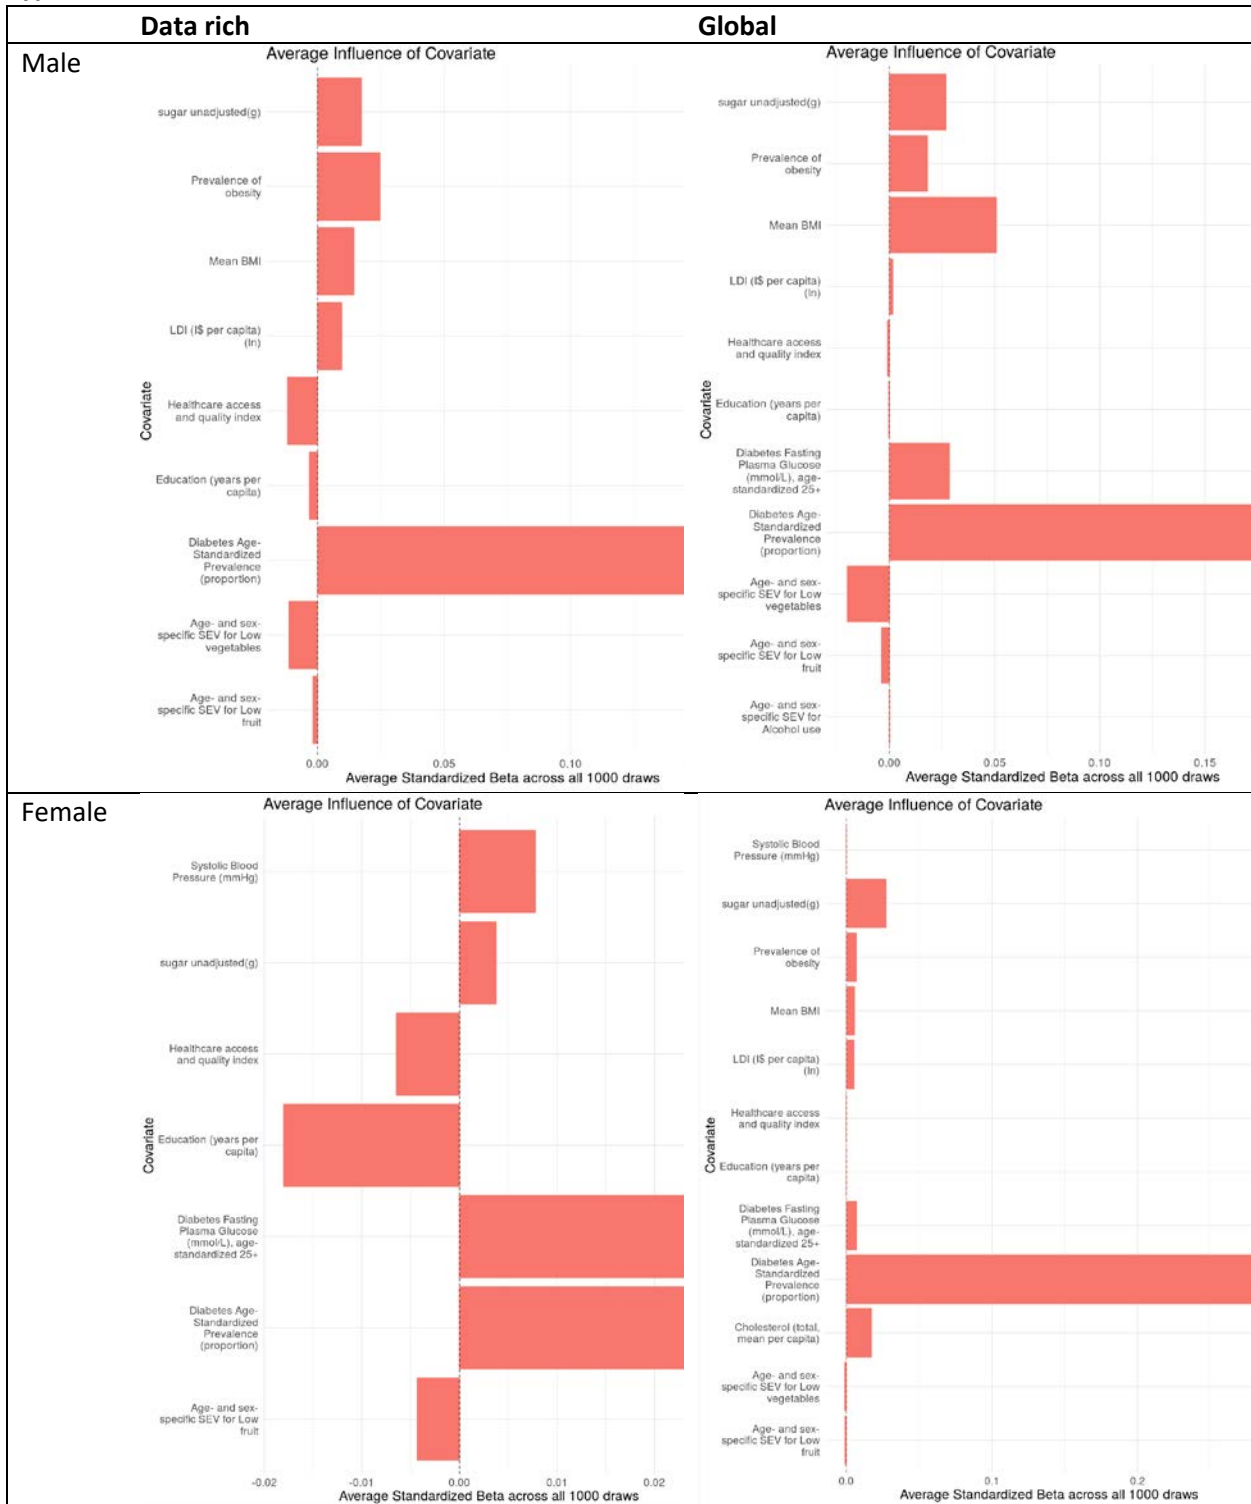 Data rich
Global
Male
Average Influence of Covariate
sugar unadjusted(g)
Prevalence of
obesity
Mean BMI
LDI (I$ per capita)
(ln)
Healthcare access
and quality index
Education (years per
capita)
Diabetes Age-
Standardized
Prevalence
(proportion)
Age- and sex-
specific SEV for Low
vegetables
Age- and sex-
specific SEV for Low
fruit
Covariate
0.00
0.05
0.10
Average Standardized Beta across all 1000 draws
Average Influence of Covariate
sugar unadjusted(g)
Prevalence of
obesity
Mean BMI
LDI (I$ per capita)
(ln)
Healthcare access
and quality index
Education (years per
capita)
Diabetes Fasting
Plasma Glucose
(mmol/L), age-
standardized 25+
Diabetes Age-
Standardized
Prevalence
(proportion)
Age- and sex-
specific SEV for Low
vegetables
Age- and sex-
specific SEV for Low
fruit
Age- and sex-
specific SEV for
Alcohol use
Covariate
0.00
0.05
0.10
0.15
Average Standardized Beta across all 1000 draws
Female
Average Influence of Covariate
Systolic Blood
Pressure (mmHg)
sugar unadjusted(g)
Healthcare access
and quality index
Education (years per
capita)
Diabetes Fasting
Plasma Glucose
(mmol/L), age-
standardized 25+
Diabetes Age-
Standardized
Prevalence
(proportion)
Age- and sex-
specific SEV for Low
fruit
Covariate
-0.02
-0.01
0.00
0.01
0.02
Average Standardized Beta across all 1000 draws
Average Influence of Covariate
Systolic Blood
Pressure (mmHg)
sugar unadjusted(g)
Prevalence of
obesity
Mean BMI
LDI (I$ per capita)
(ln)
Healthcare access
and quality index
Education (years per
capita)
Diabetes Fasting
Plasma Glucose
(mmol/L), age-
standardized 25+
Diabetes Age-
Standardized
Prevalence
(proportion)
Cholesterol (total,
mean per capita)
Age- and sex-
specific SEV for Low
vegetables
Age- and sex-
specific SEV for Low
fruit
Covariate
0.0
0.1
0.2
Average Standardized Beta across all 1000 draws